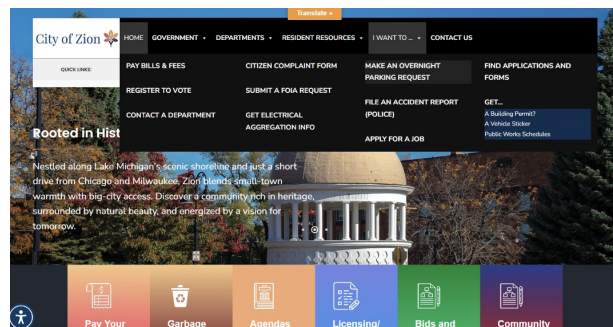 Translate »
City of Zion
HOME GOVERNMENT DEPARTMENTS RESIDENT RESOURCES I WANT TO ... CONTACT US
QUICK LINKS:
PAY BILLS & FEES
REGISTER TO VOTE
CONTACT A DEPARTMENT
CITIZEN COMPLAINT FORM
SUBMIT A FOIA REQUEST
GET ELECTRICAL
AGGREGATION INFO
MAKE AN OVERNIGHT
PARKING REQUEST
FILE AN ACCIDENT REPORT
(POLICE)
APPLY FOR A JOB
FIND APPLICATIONS AND
FORMS
GET...
A Building Permit?
A Vehicle Sticker
Public Works Schedules
Rooted in Hist
Nestled along Lake Michigan's scenic shoreline and just a short
drive from Chicago and Milwaukee, Zion blends small-town
warmth with big-city access. Discover a community rich in heritage,
surrounded by natural beauty, and energized by a vision for
tomorrow.
Pay Your
Garbage
Agendas
Licensing/
Bids and
Community